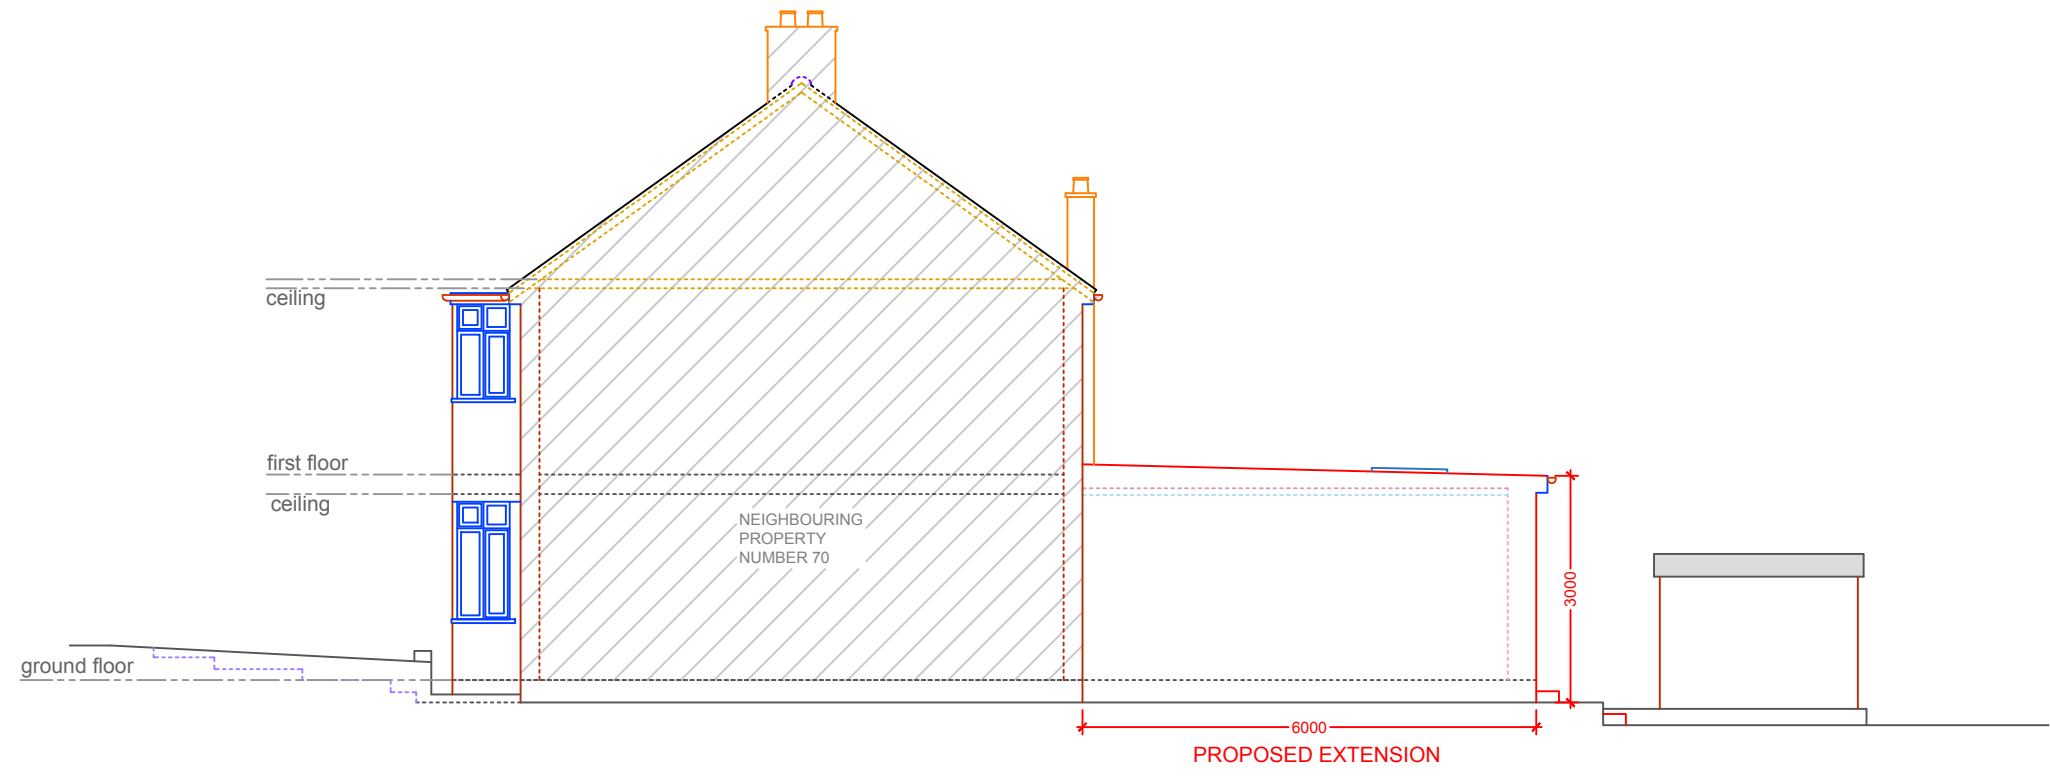 ceiling
first floor
ceiling
NEIGHBOURING
PROPERTY
NUMBER 70
3000
ground floor
6000
PROPOSED EXTENSION